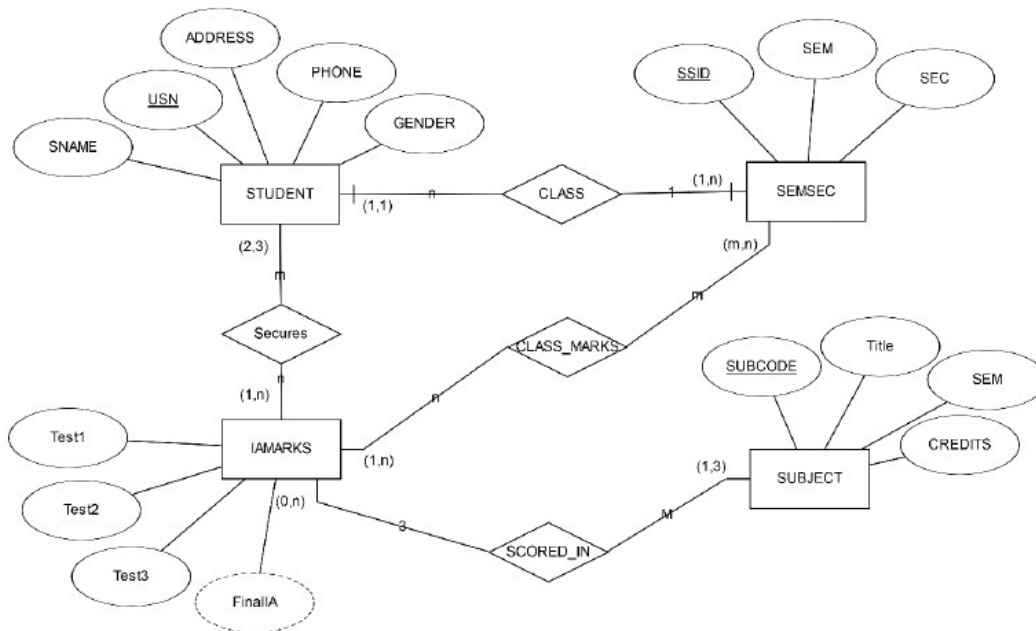 ADDRESS
SEM
PHONE
SSID
USN
SEC
GENDER
SNAME
STUDENT
n
CLASS
1
(1,n)
SEMSEC
(1,1)
(2,3)
(m,n)
m
m
Secures
CLASS_MARKS
Title
SUBCODE
n
SEM
(1,n)
n
Test1
IAMARKS
CREDITS
(1,n)
(1,3)
SUBJECT
Test2
(0,n)
M
3
SCORED_IN
Test3
FinalIA